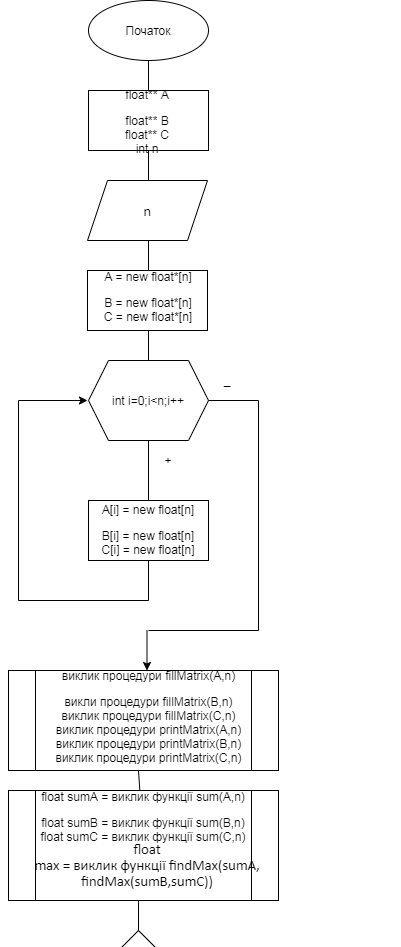 Початок
float** A
float** B
float** C
int n
n
A = new float*[n]
B = new float*[n]
C = new float*[n]
int i=0;i<n;i++
–
+
A[i] = new float[n]
B[i] = new float[n]
C[i] = new float[n]
виклик процедури fillMatrix(A,n)
викли процедури fillMatrix(B,n)
виклик процедури fillMatrix(C,n)
виклик процедури printMatrix(A,n)
виклик процедури printMatrix(B,n)
виклик процедури printMatrix(C,n)
float sumA = виклик функції sum(A,n)
float sumB = виклик функції sum(B,n)
float sumC = виклик функції sum(C,n)
float
max = виклик функції findMax(sumA,
findMax(sumB,sumC))